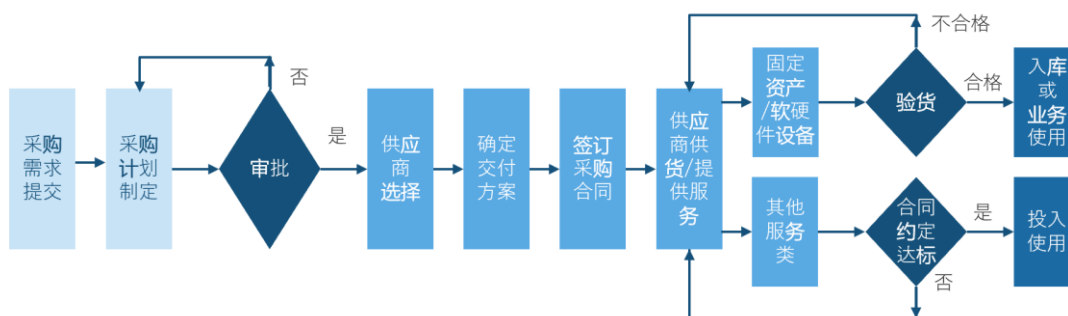 采购
需求
提交
采购
计划
制定
否
审批
是
供应
商
选择
确定
交付
方案
签订
采购
合同
供应
商供
货/提
供服
务
固定
资产
/软硬
件设备
不合格
验货
合格
入库
或
业务
使用
其他
服务
类
合同
约定
达标
是
否
投入
使用